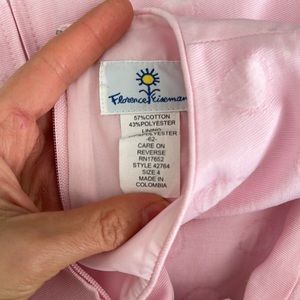 Florence Eiseman
57%COTTON
43%POLYESTER
LINING
POLYESTER
-62-
CARE ON
REVERSE
RN17652
STYLE 42764
SIZE 4
MADE IN
COLOMBIA